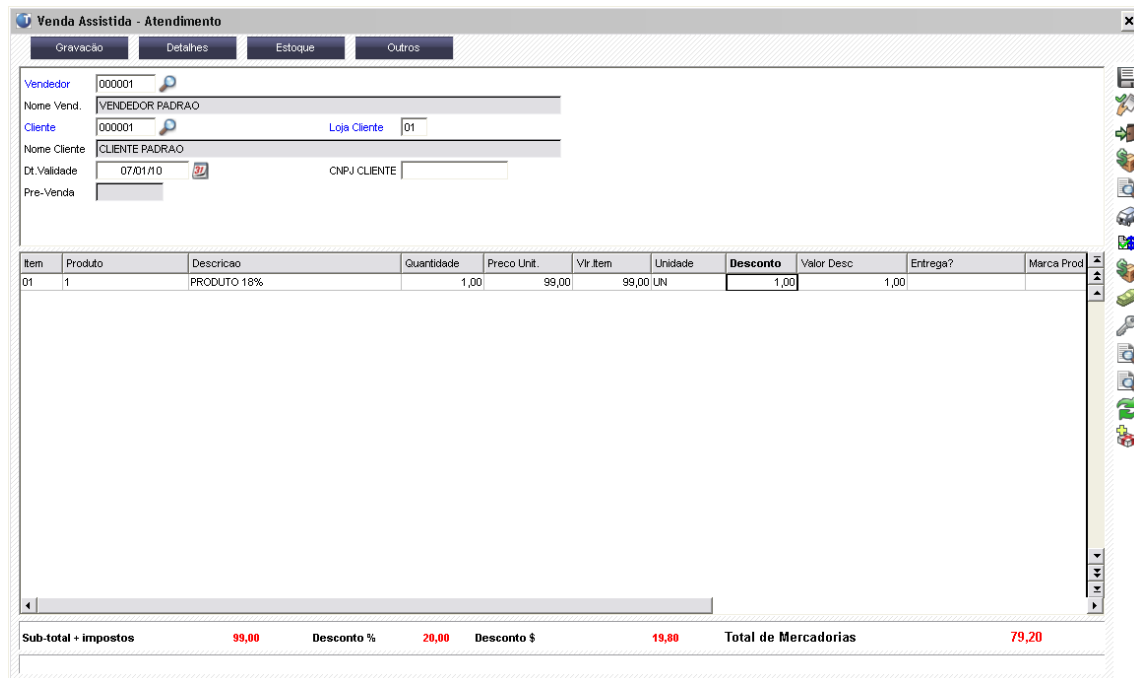 Venda Assistida - Atendimento
Gravacão Detalhes Estoque Outros
Vendedor 000001
Nome Vend. VENDEDOR PADRAO
Cliente 000001 Loja Cliente 01
Nome Cliente CLIENTE PADRAO
Dt.Validade 07/01/10 31 CNPJ CLIENTE
Pre-Venda
Item Produto Descricao Quantidade Preco Unit. Vlr.Item Unidade Desconto Valor Desc Entrega? Marca Prod
01 1 PRODUTO 18% 1,00 99,00 99,00 UN 1,00 1,00
Sub-total + impostos 99,00 Desconto % 20,00 Desconto $ 19,80 Total de Mercadorias 79,20